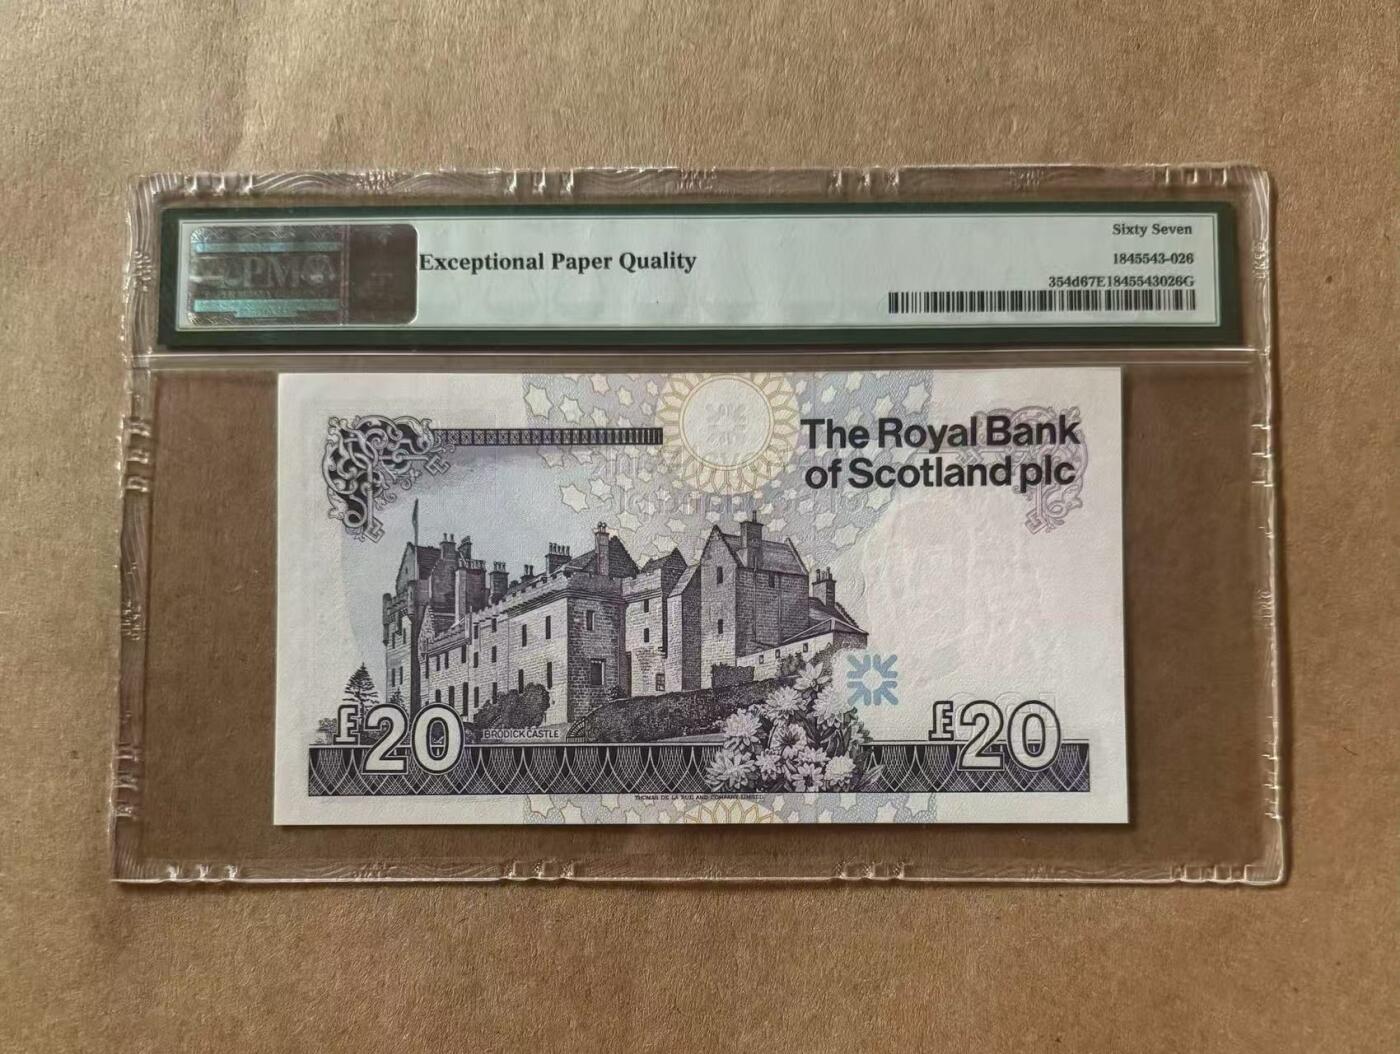 PMG
Exceptional Paper Quality
Sixty Seven
1845543-026
354d67E1845543026G
The Royal Bank
of Scotland plc
£20
BRODICK CASTLE
£20
THOMAS DE LA RUE AND COMPANY LIMITED